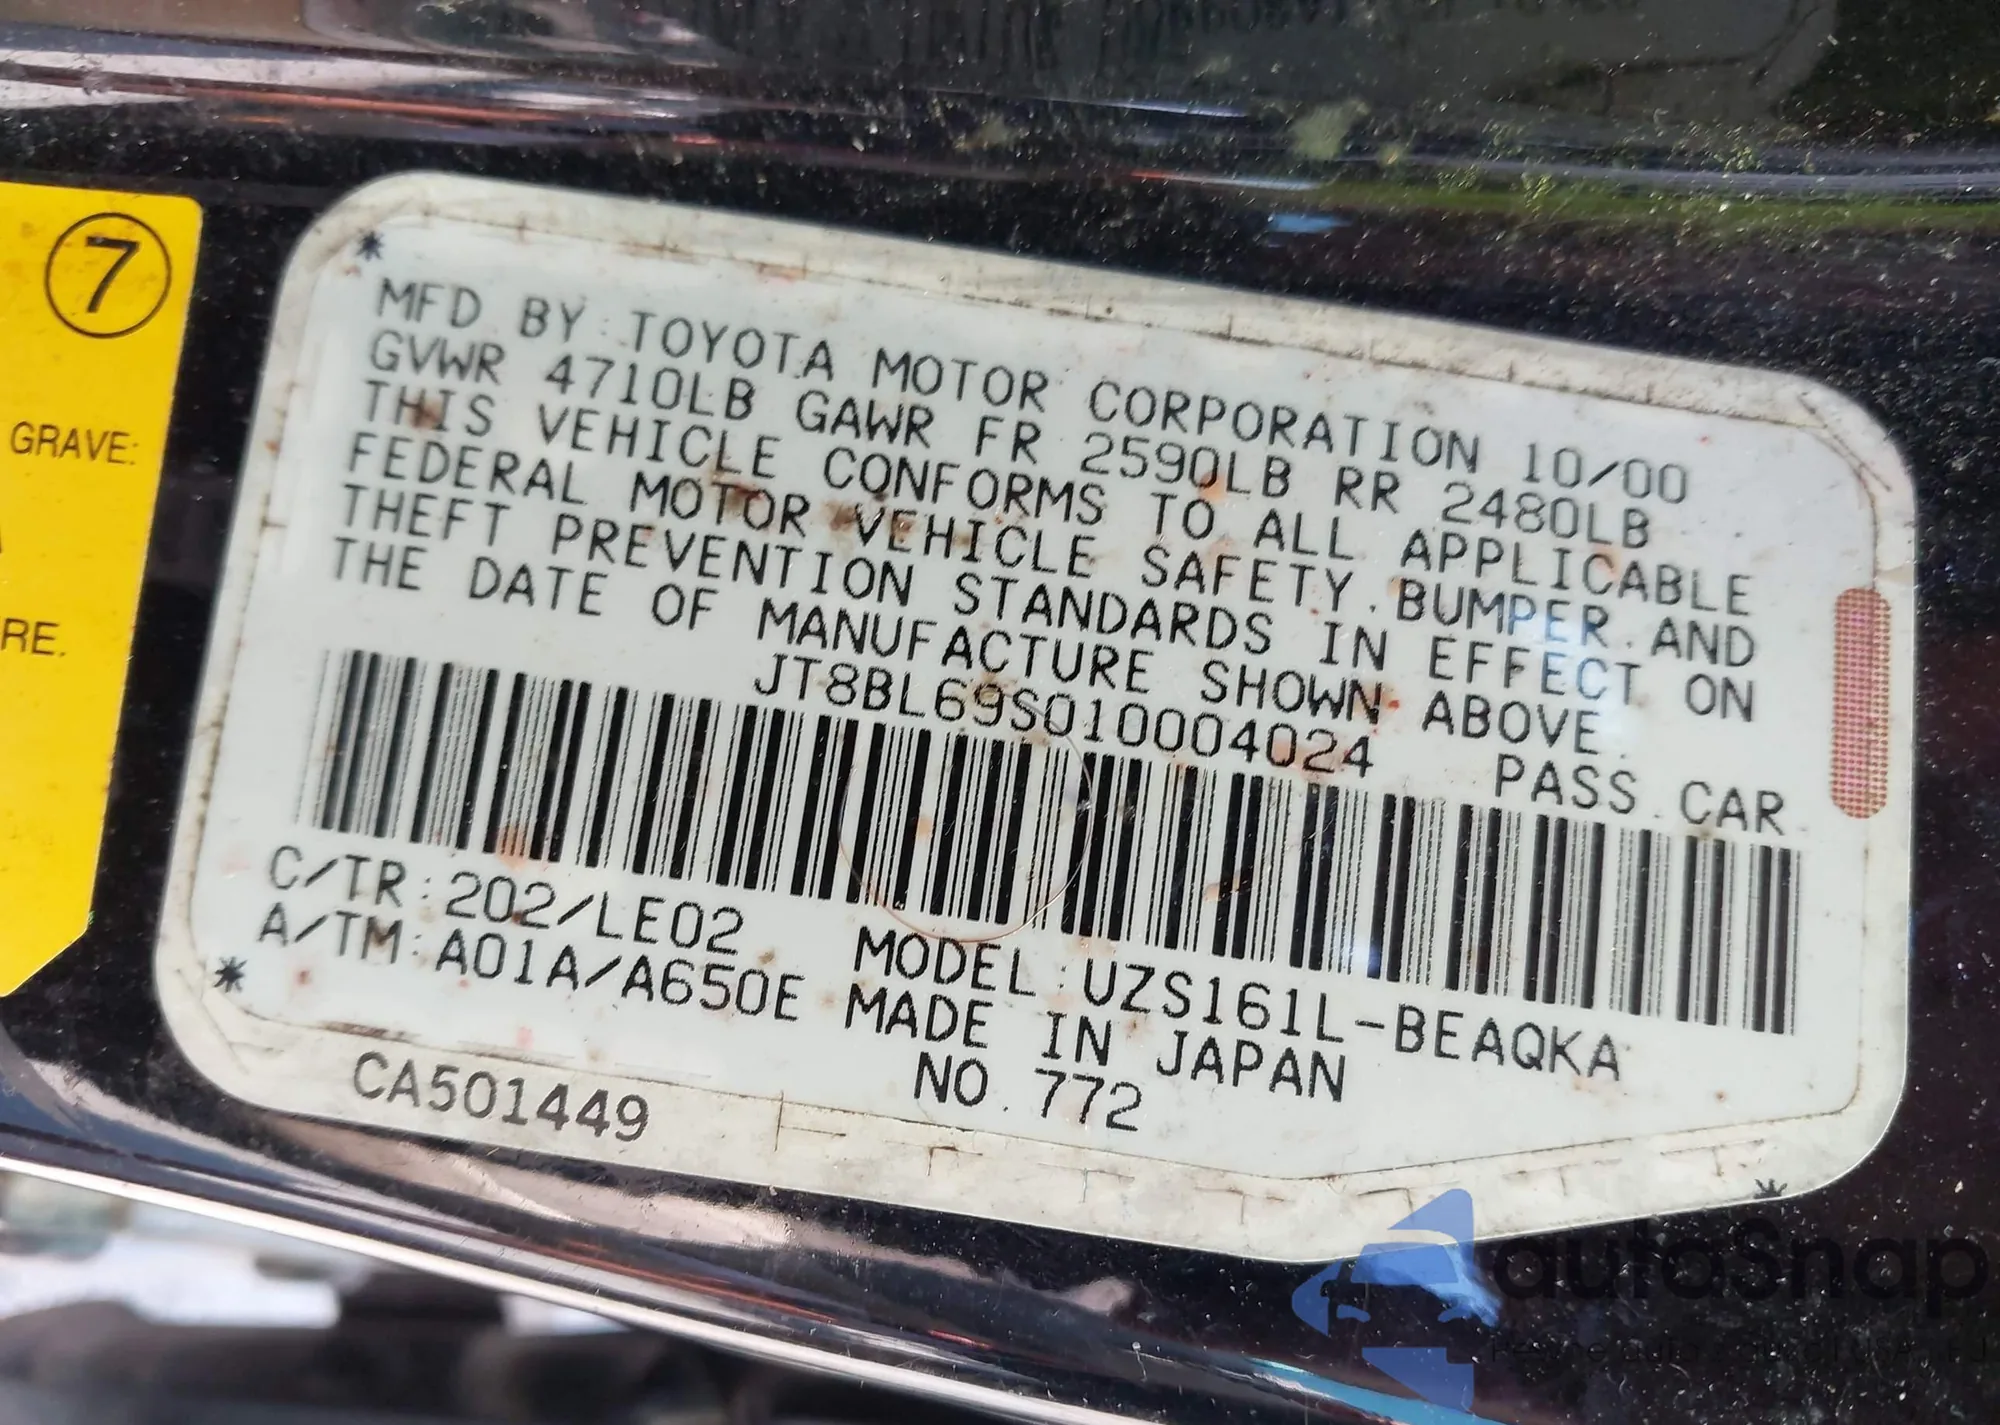 7
GRAVE:
RE.
MFD BY:TOYOTA MOTOR CORPORATION 10/00
GVWR 4710LB GAWR FR 2590LB RR 2480LB
THIS VEHICLE CONFORMS TO ALL APPLICABLE
FEDERAL MOTOR VEHICLE SAFETY.BUMPER.AND
THEFT PREVENTION STANDARDS IN EFFECT ON
THE DATE OF MANUFACTURE SHOWN ABOVE.
JT8BL69S010004024 PASS.CAR
C/TR:202/LE02 MODEL:UZS161L-BEAQKA
A/TM:A01A/A650E MADE IN JAPAN
NO.772
CA501449
autoSnap